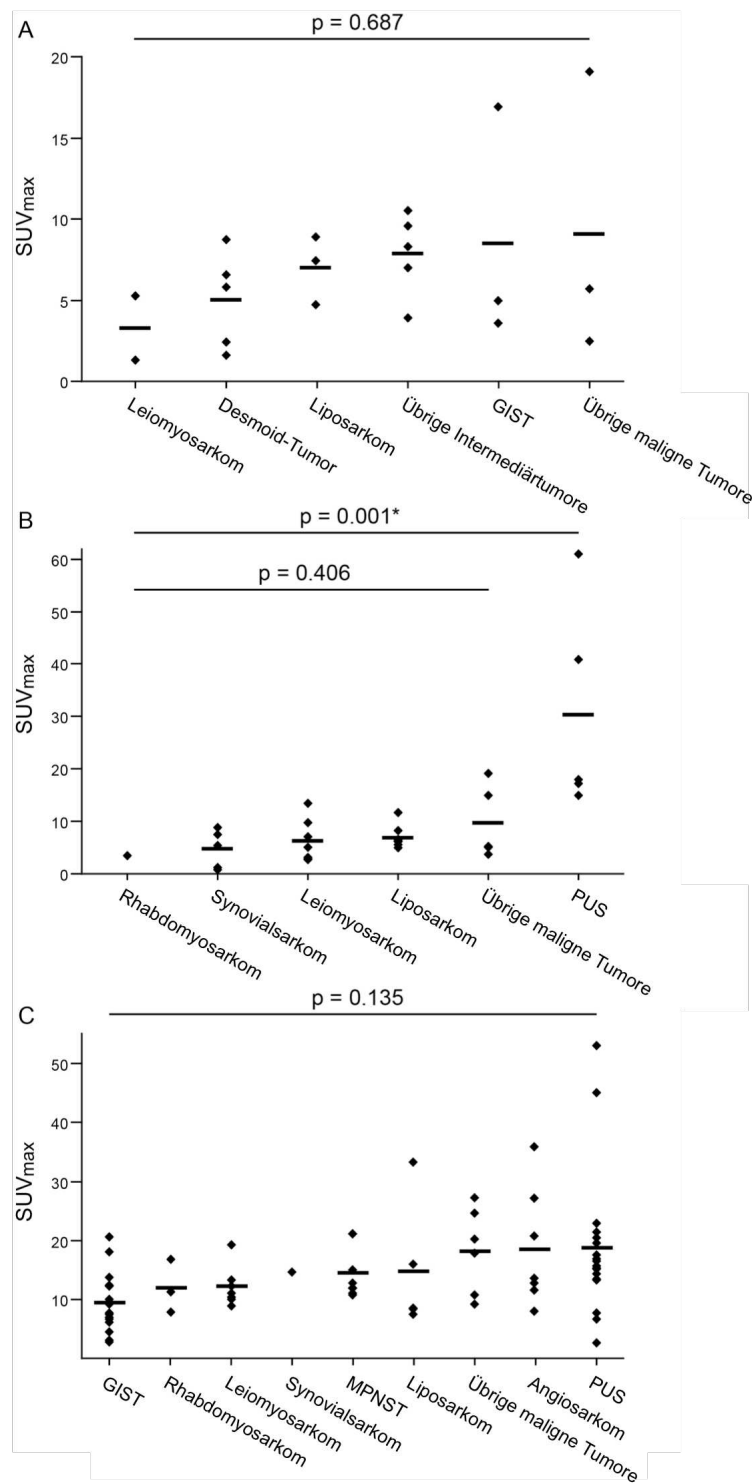 A
p = 0.687
20
15
10
5
0
SUVmax
Leiomyosarkom
Desmoid-Tumor
Liposarkom
Übrige Intermediärtumore
GIST
Übrige maligne Tumore
B
p = 0.001*
p = 0.406
60
50
40
30
20
10
0
SUVmax
Rhabdomyosarkom
Synovialsarkom
Leiomyosarkom
Liposarkom
Übrige maligne Tumore
PUS
C
p = 0.135
50
40
30
20
10
SUVmax
GIST
Rhabdomyosarkom
Leiomyosarkom
Synovialsarkom
MPNST
Liposarkom
Übrige maligne Tumore
Angiosarkom
PUS